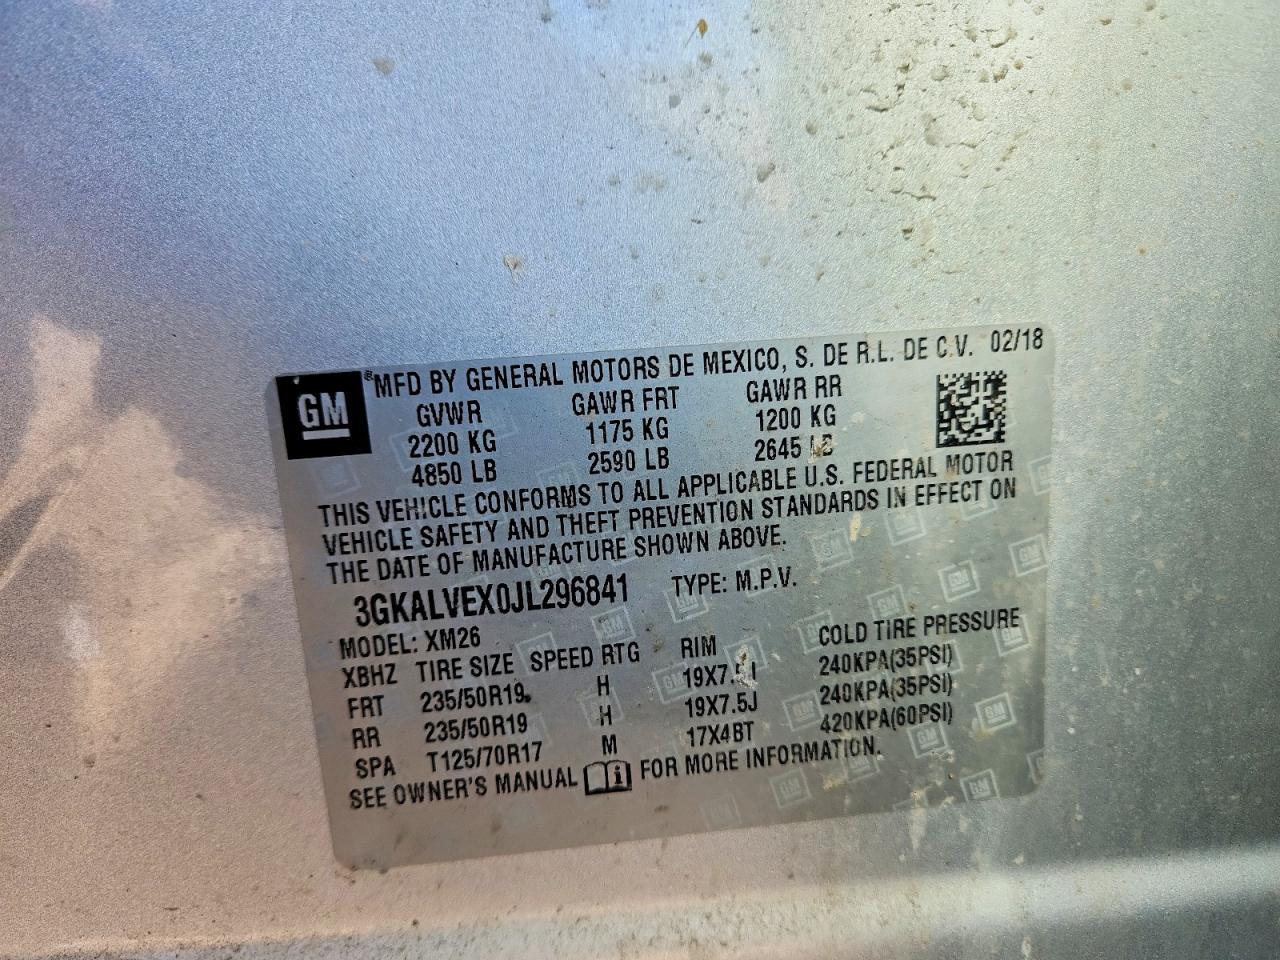 GM
®MFD BY GENERAL MOTORS DE MEXICO, S. DE R.L. DE C.V. 02/18
GVWR GAWR FRT GAWR RR
2200 KG 1175 KG 1200 KG
4850 LB 2590 LB 2645 LB
THIS VEHICLE CONFORMS TO ALL APPLICABLE U.S. FEDERAL MOTOR
VEHICLE SAFETY AND THEFT PREVENTION STANDARDS IN EFFECT ON
THE DATE OF MANUFACTURE SHOWN ABOVE.
3GKALVEX0JL296841 TYPE: M.P.V.
MODEL: XM26
XBHZ TIRE SIZE SPEED RTG RIM COLD TIRE PRESSURE
FRT 235/50R19 H 19X7.5J 240KPA(35PSI)
RR 235/50R19 H 19X7.5J 240KPA(35PSI)
SPA T125/70R17 M 17X4BT 420KPA(60PSI)
SEE OWNER'S MANUAL FOR MORE INFORMATION.